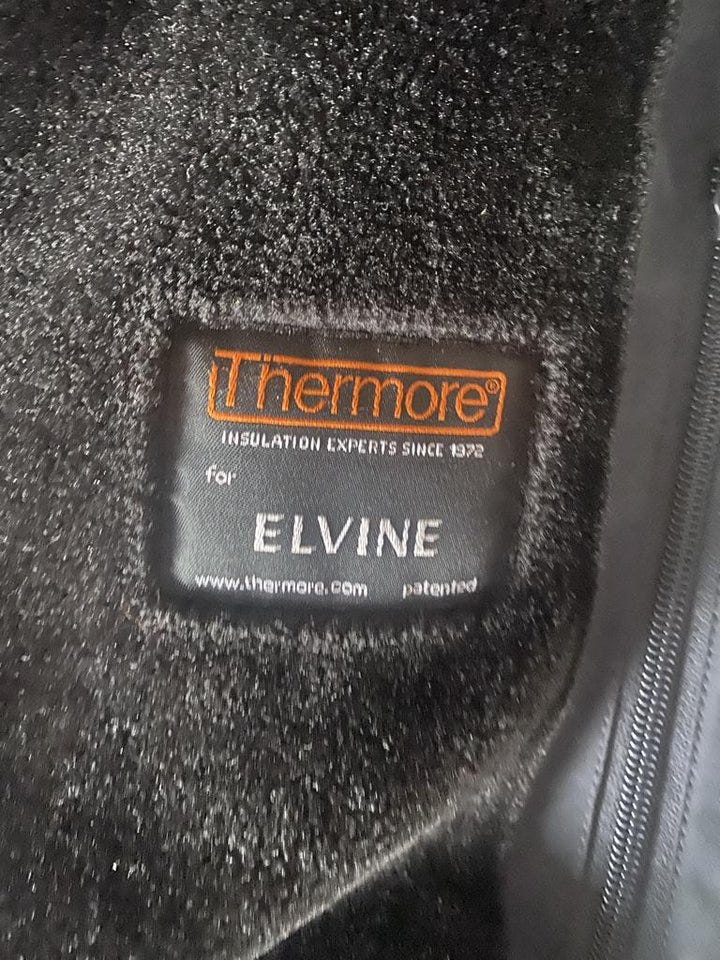 Thermore®
INSULATION EXPERTS SINCE 1972
for
ELVINE
www.thermore.com patented